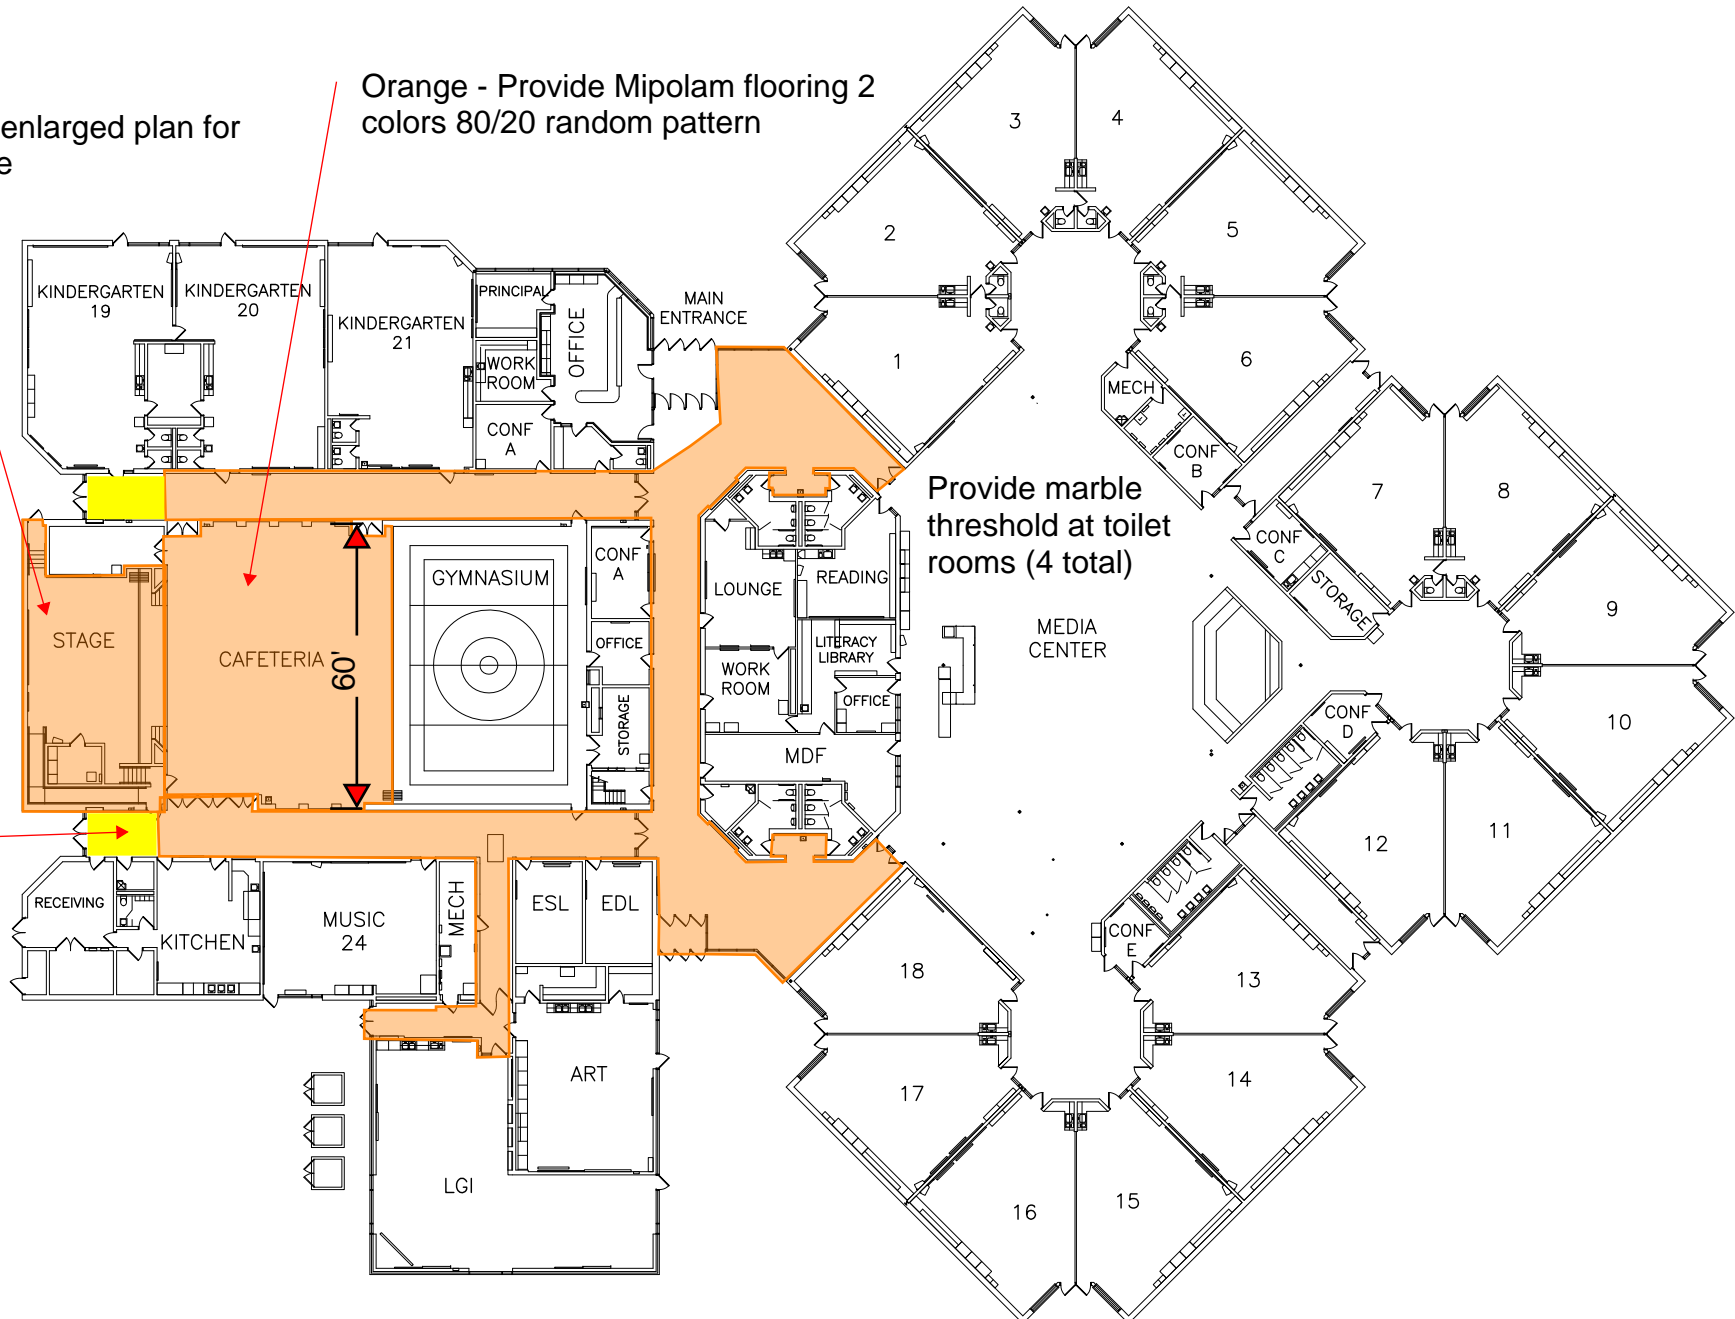 Orange - Provide Mipolam flooring 2
colors 80/20 random pattern
enlarged plan for
e
3
4
2
5
KINDERGARTEN
19
KINDERGARTEN
20
KINDERGARTEN
21
PRINCIPAL
OFFICE
MAIN
ENTRANCE
WORK
ROOM
CONF
A
1
6
MECH
CONF
B
7
8
Provide marble
threshold at toilet
rooms (4 total)
CONF
C
STORAGE
9
STAGE
CAFETERIA
60'
GYMNASIUM
CONF
A
OFFICE
STORAGE
LOUNGE
READING
LITERACY
LIBRARY
WORK
ROOM
OFFICE
MDF
MEDIA
CENTER
CONF
D
10
11
12
RECEIVING
KITCHEN
MUSIC
24
MECH
ESL
EDL
18
CONF
E
13
ART
17
14
LGI
16
15